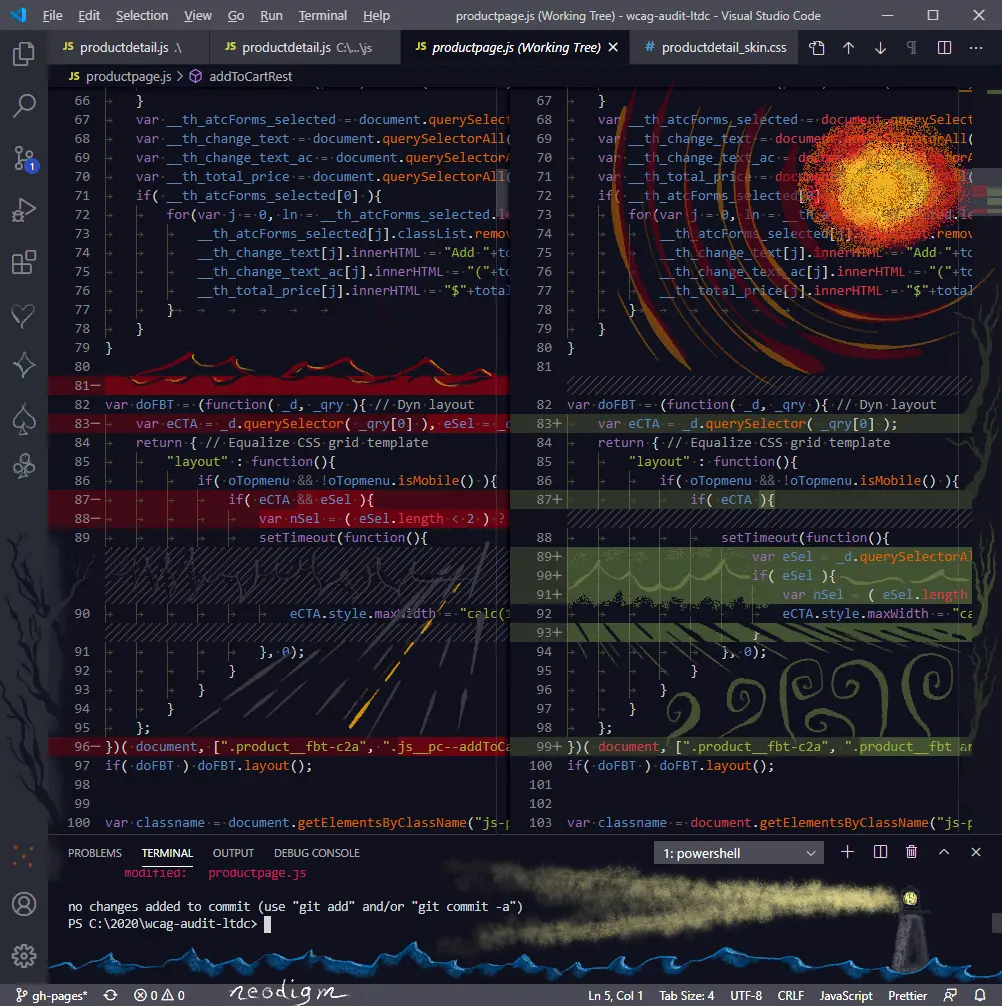 File Edit Selection View Go Run Terminal Help productpage.js (Working Tree) - wcag-audit-ltdc - Visual Studio Code
JS productdetail.js .\ JS productdetail.js C:\...\js JS productpage.js (Working Tree) # productdetail_skin.css
JS productpage.js > addToCartRest
66 }
67 var __th_atcForms_selected = document.querySelect
68 var __th_change_text = document.querySelectorAll(
69 var __th_change_text_ac = document.querySelectorA
70 var __th_total_price = document.querySelectorAll(
71 if( __th_atcForms_selected[0] ){
72 for(var j = 0, ln = __th_atcForms_selected.le
73 __th_atcForms_selected[j].classList.remov
74 __th_change_text[j].innerHTML = "Add "+to
75 __th_change_text_ac[j].innerHTML = "("+to
76 __th_total_price[j].innerHTML = "$"+total
77 }
78 }
79 }
80
81-
82 var doFBT = (function( _d, _qry ){ // Dyn layout
83- var eCTA = _d.querySelector( _qry[0] ), eSel = _d
84 return { // Equalize CSS grid template
85 "layout" : function(){
86 if( oTopmenu && !oTopmenu.isMobile() ){
87- if( eCTA && eSel ){
88- var nSel = ( eSel.length < 2 ) ?
89 setTimeout(function(){
90 eCTA.style.maxWidth = "calc(1
91 }, 0);
92 }
93 }
94 }
95 };
96- })( document, [".product__fbt-c2a", ".js__pc--addToCa
97 if( doFBT ) doFBT.layout();
98
99
100 var classname = document.getElementsByClassName("js-p
67 }
68 var __th_atcForms_selected = document.querySelect
69 var __th_change_text = document.querySelectorAll(
70 var __th_change_text_ac = document.querySelectorA
71 var __th_total_price = document.querySelectorAll(
72 if( __th_atcForms_selected[0] ){
73 for(var j = 0, ln = __th_atcForms_selected.le
74 __th_atcForms_selected[j].classList.remov
75 __th_change_text[j].innerHTML = "Add "+to
76 __th_change_text_ac[j].innerHTML = "("+to
77 __th_total_price[j].innerHTML = "$"+total
78 }
79 }
80 }
81
82 var doFBT = (function( _d, _qry ){ // Dyn layout
83+ var eCTA = _d.querySelector( _qry[0] );
84 return { // Equalize CSS grid template
85 "layout" : function(){
86 if( oTopmenu && !oTopmenu.isMobile() ){
87+ if( eCTA ){
88 setTimeout(function(){
89+ var eSel = _d.querySelectorAl
90+ if( eSel ){
91+ var nSel = ( eSel.length
92 eCTA.style.maxWidth = "ca
93+ }
94 }, 0);
95 }
96 }
97 }
98 };
99+ })( document, [".product__fbt-c2a", ".product__fbt ar
100 if( doFBT ) doFBT.layout();
101
102
103 var classname = document.getElementsByClassName("js-p
PROBLEMS TERMINAL OUTPUT DEBUG CONSOLE 1: powershell
modified: productpage.js
no changes added to commit (use "git add" and/or "git commit -a")
PS C:\2020\wcag-audit-ltdc>
gh-pages* 0 0 neodigm Ln 5, Col 1 Tab Size: 4 UTF-8 CRLF JavaScript Prettier
1